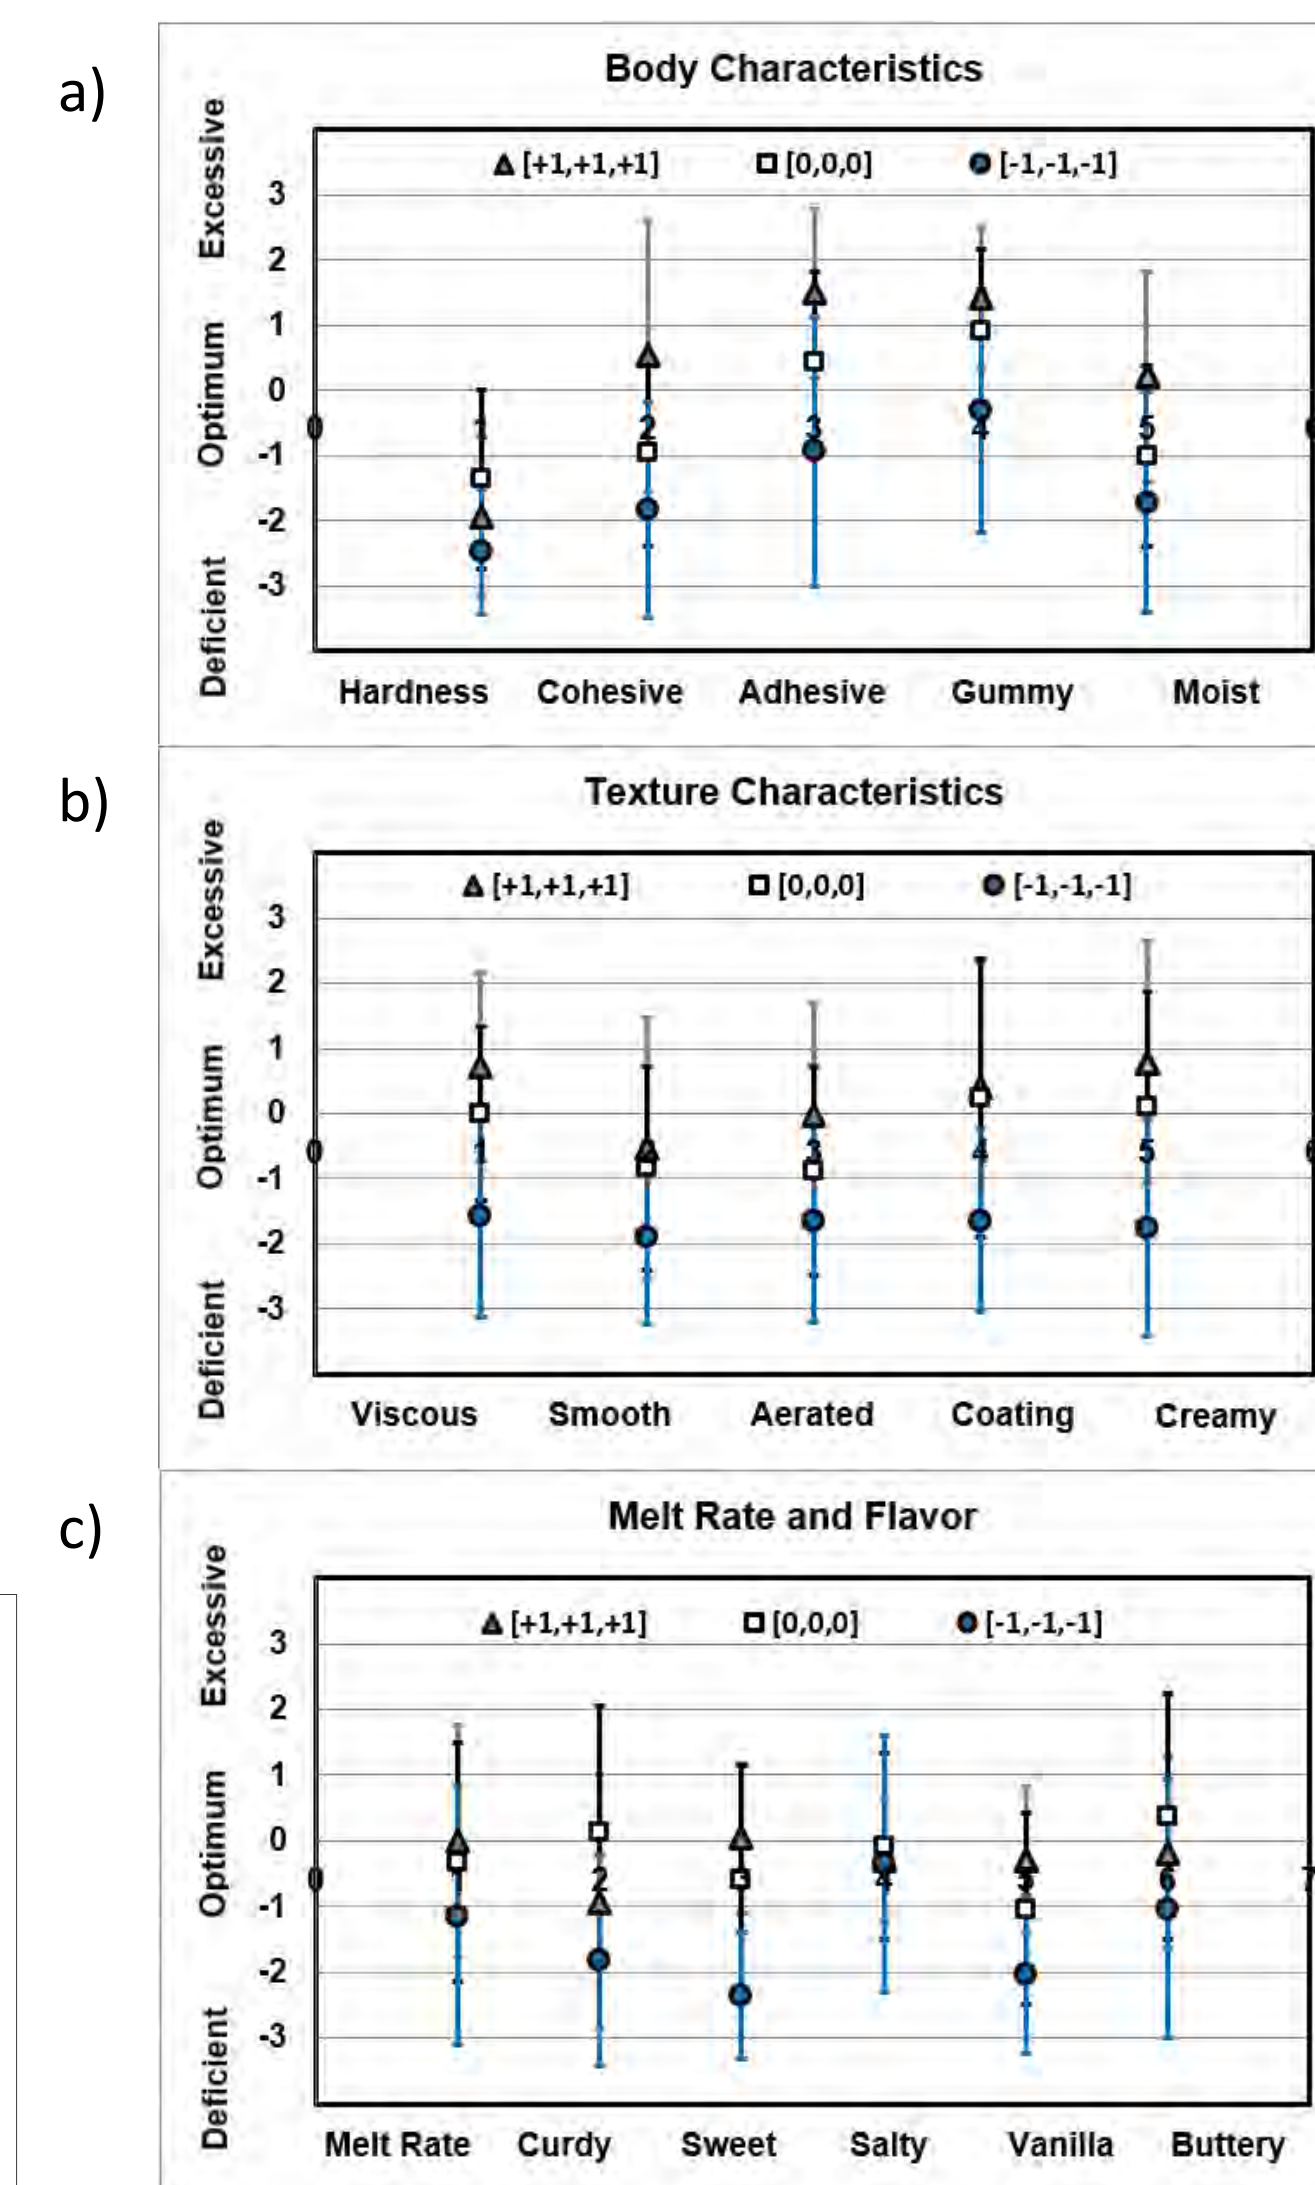 a)
Body Characteristics
Excessive
Optimum
Deficient
[+1,+1,+1] [0,0,0] [-1,-1,-1]
3
2
1
0
-1
-2
-3
0 1 2 3 4 5
Hardness Cohesive Adhesive Gummy Moist
b)
Texture Characteristics
Excessive
Optimum
Deficient
[+1,+1,+1] [0,0,0] [-1,-1,-1]
3
2
1
0
-1
-2
-3
0 1 3 4 5
Viscous Smooth Aerated Coating Creamy
c)
Melt Rate and Flavor
Excessive
Optimum
Deficient
[+1,+1,+1] [0,0,0] [-1,-1,-1]
3
2
1
0
-1
-2
-3
0 2 3 4 5 6 7
Melt Rate Curdy Sweet Salty Vanilla Buttery